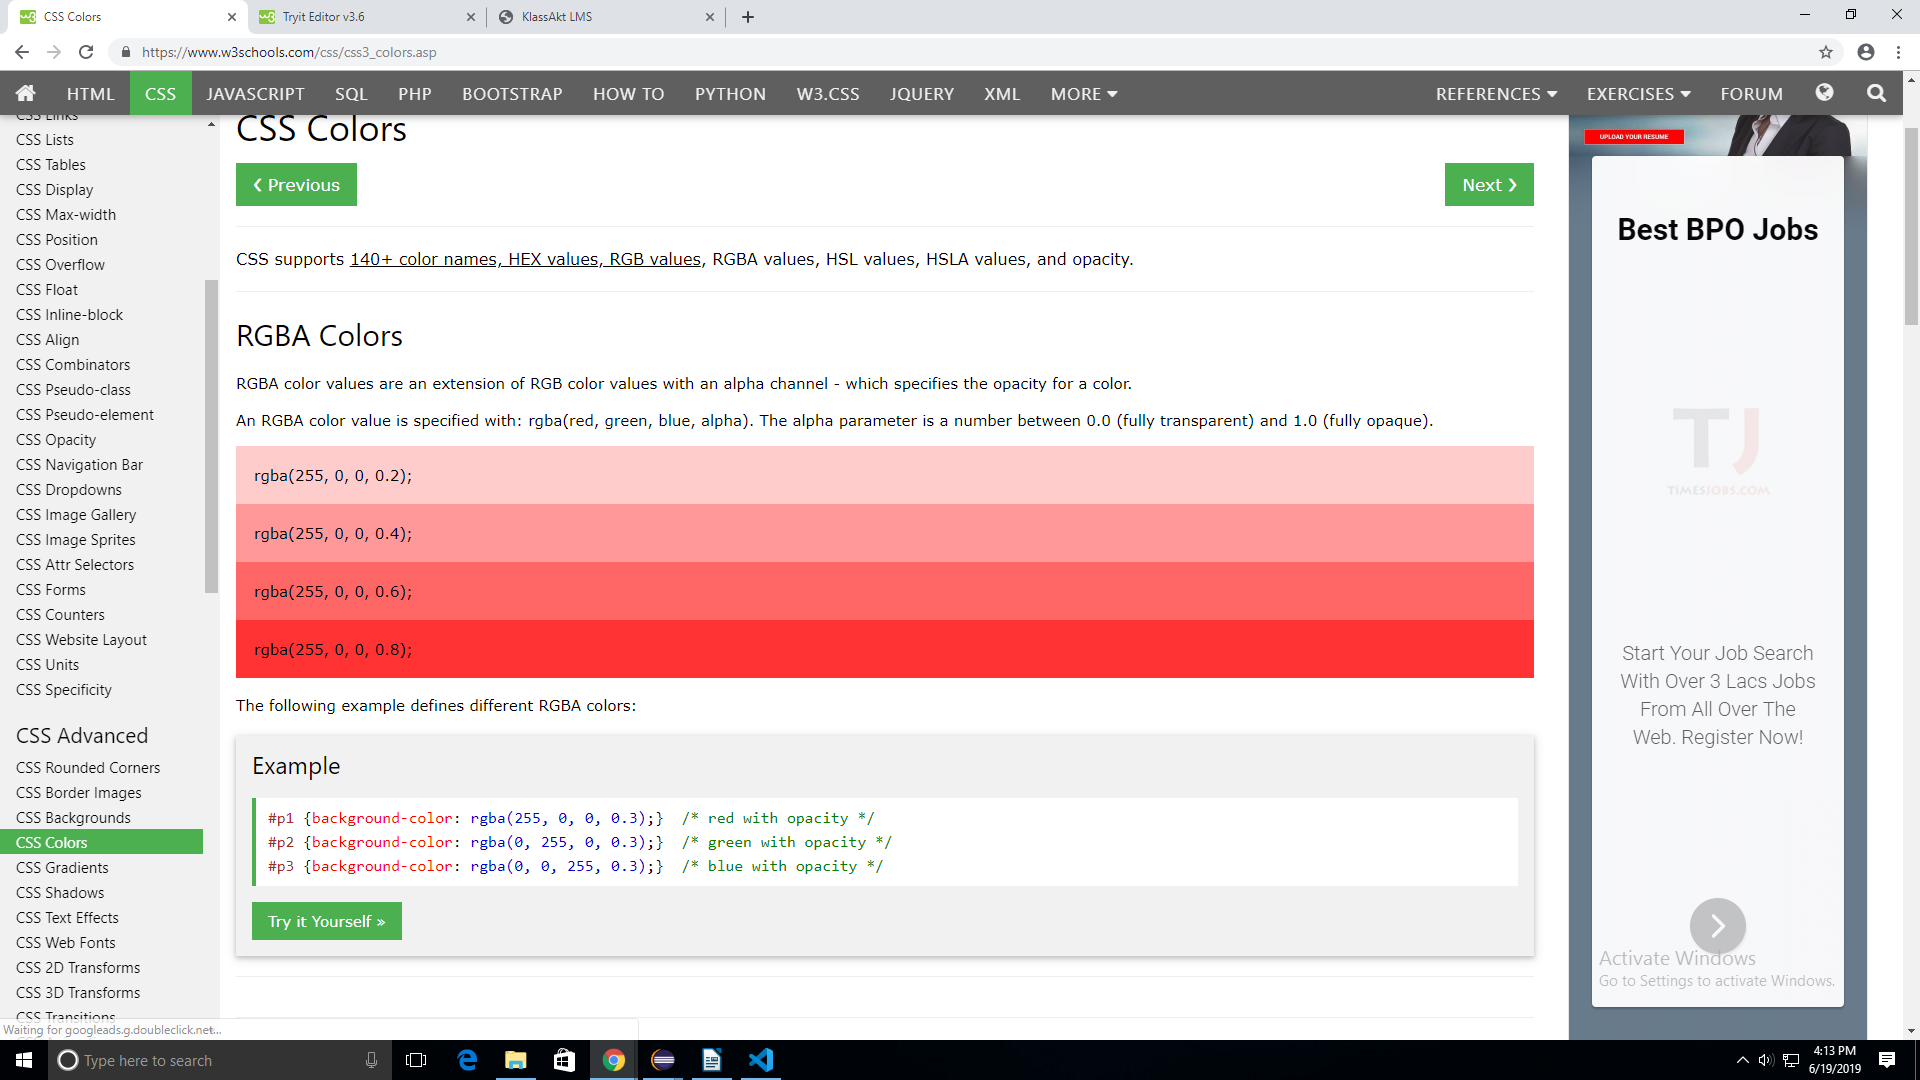 CSS Colors
Tryit Editor v3.6
KlassAkt LMS
https://www.w3schools.com/css/css3_colors.asp
HTML
CSS
JAVASCRIPT
SQL
PHP
BOOTSTRAP
HOW TO
PYTHON
W3.CSS
JQUERY
XML
MORE
REFERENCES
EXERCISES
FORUM
CSS Links
CSS Lists
CSS Tables
CSS Display
CSS Max-width
CSS Position
CSS Overflow
CSS Float
CSS Inline-block
CSS Align
CSS Combinators
CSS Pseudo-class
CSS Pseudo-element
CSS Opacity
CSS Navigation Bar
CSS Dropdowns
CSS Image Gallery
CSS Image Sprites
CSS Attr Selectors
CSS Forms
CSS Counters
CSS Website Layout
CSS Units
CSS Specificity
CSS Advanced
CSS Rounded Corners
CSS Border Images
CSS Backgrounds
CSS Colors
CSS Gradients
CSS Shadows
CSS Text Effects
CSS Web Fonts
CSS 2D Transforms
CSS 3D Transforms
CSS Transitions
Waiting for googleads.g.doubleclick.net...
CSS Colors
❮ Previous
Next ❯
CSS supports 140+ color names, HEX values, RGB values, RGBA values, HSL values, HSLA values, and opacity.
RGBA Colors
RGBA color values are an extension of RGB color values with an alpha channel - which specifies the opacity for a color.
An RGBA color value is specified with: rgba(red, green, blue, alpha). The alpha parameter is a number between 0.0 (fully transparent) and 1.0 (fully opaque).
rgba(255, 0, 0, 0.2);
rgba(255, 0, 0, 0.4);
rgba(255, 0, 0, 0.6);
rgba(255, 0, 0, 0.8);
The following example defines different RGBA colors:
Example
#p1 {background-color: rgba(255, 0, 0, 0.3);}  /* red with opacity */
#p2 {background-color: rgba(0, 255, 0, 0.3);}  /* green with opacity */
#p3 {background-color: rgba(0, 0, 255, 0.3);}  /* blue with opacity */
Try it Yourself »
UPLOAD YOUR RESUME
Best BPO Jobs
TJ
TIMESJOBS.COM
Start Your Job Search
With Over 3 Lacs Jobs
From All Over The
Web. Register Now!
Activate Windows
Go to Settings to activate Windows.
Type here to search
4:13 PM
6/19/2019